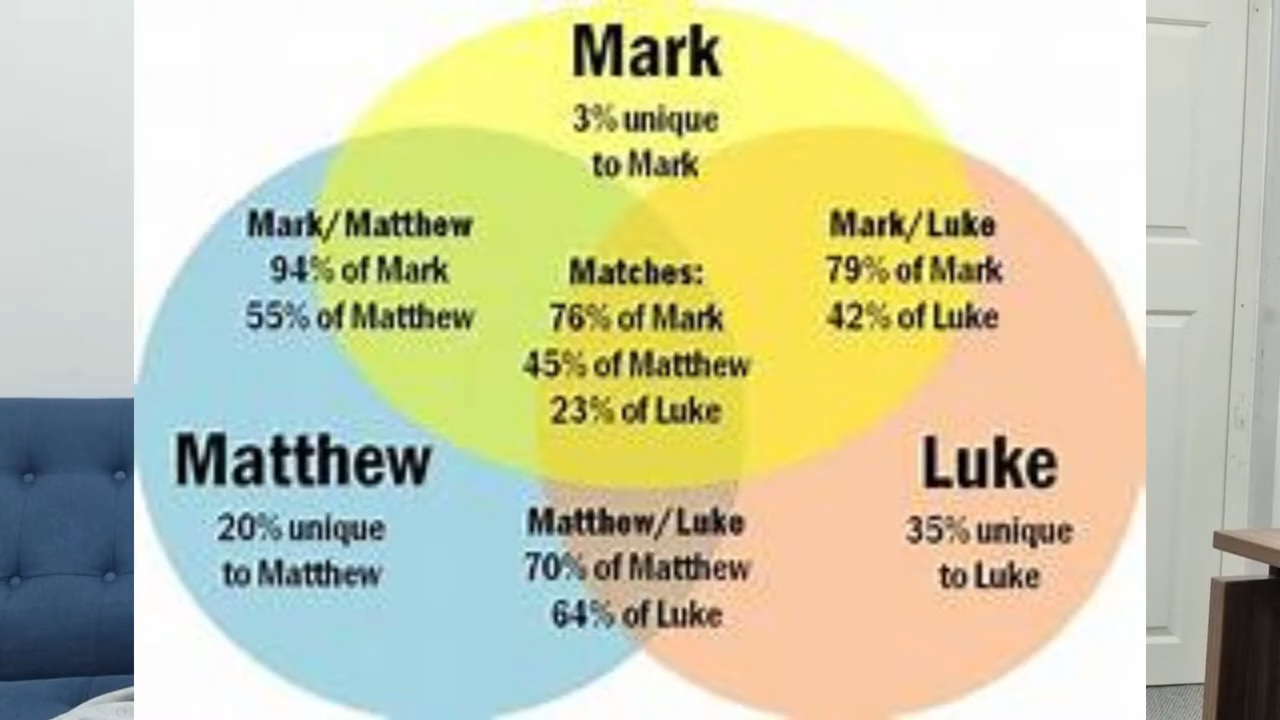 Mark
3% unique
to Mark
Mark/Matthew
94% of Mark
55% of Matthew
Matches:
76% of Mark
45% of Matthew
23% of Luke
Mark/Luke
79% of Mark
42% of Luke
Matthew
20% unique
to Matthew
Matthew/Luke
70% of Matthew
64% of Luke
Luke
35% unique
to Luke